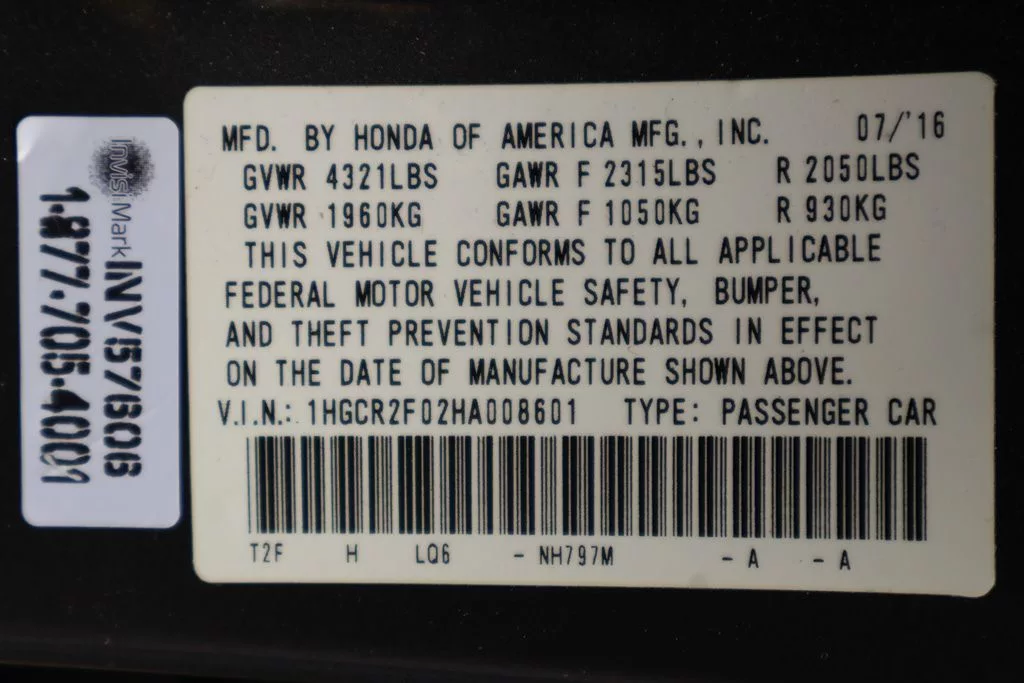 MFD. BY HONDA OF AMERICA MFG., INC. 07/'16
GVWR 4321LBS GAWR F 2315LBS R 2050LBS
GVWR 1960KG GAWR F 1050KG R 930KG
THIS VEHICLE CONFORMS TO ALL APPLICABLE
FEDERAL MOTOR VEHICLE SAFETY, BUMPER,
AND THEFT PREVENTION STANDARDS IN EFFECT
ON THE DATE OF MANUFACTURE SHOWN ABOVE.
V.I.N.: 1HGCR2F02HA008601 TYPE: PASSENGER CAR
T2F H LQ6 - NH797M - A - A
InvisiMark INV57606
1·877·705·4001